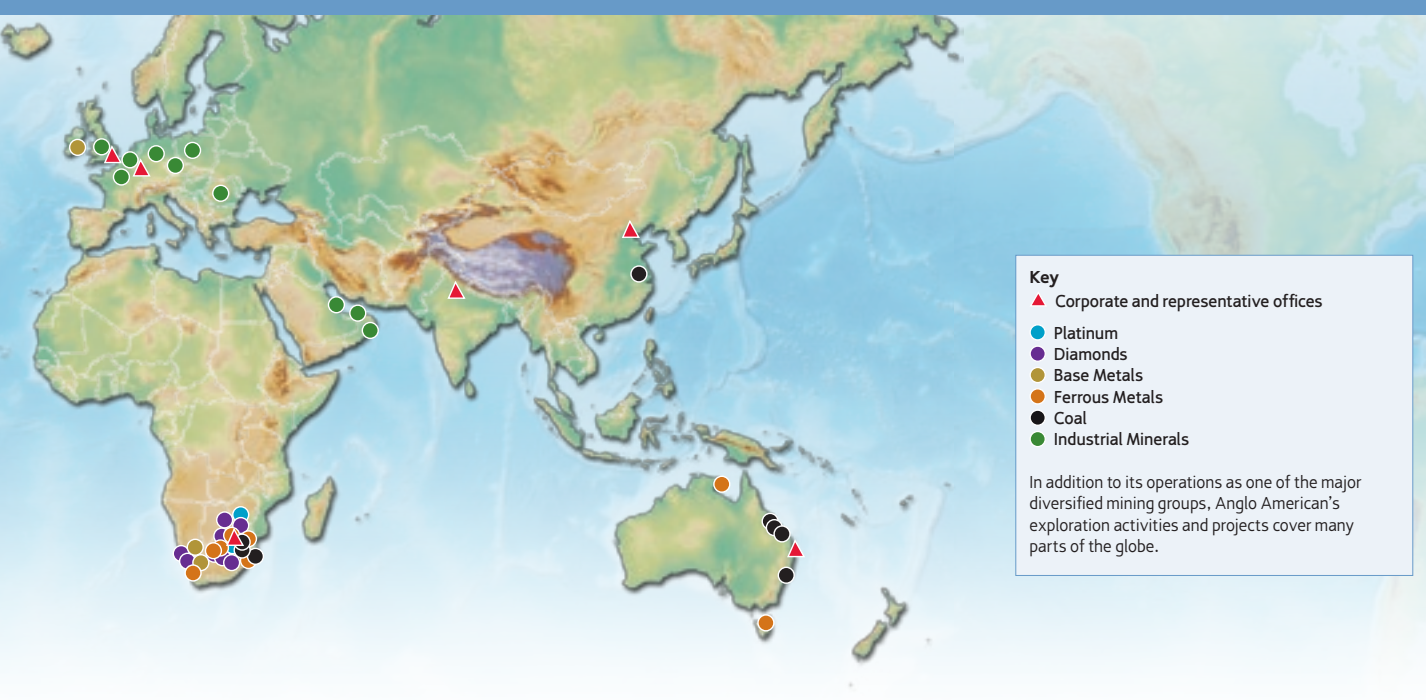 Key
Corporate and representative offices
Platinum
Diamonds
Base Metals
Ferrous Metals
Coal
Industrial Minerals
In addition to its operations as one of the major
diversified mining groups, Anglo American's
exploration activities and projects cover many
parts of the globe.